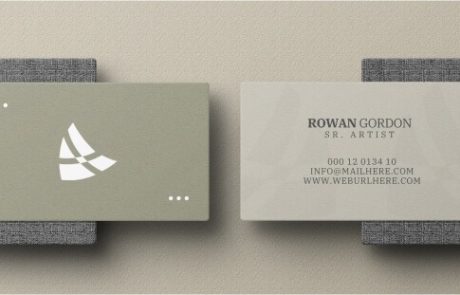 ROWAN GORDON
SR. ARTIST
000 12 0134 10
INFO@MAILHERE.COM
WWW.WEBURLHERE.COM